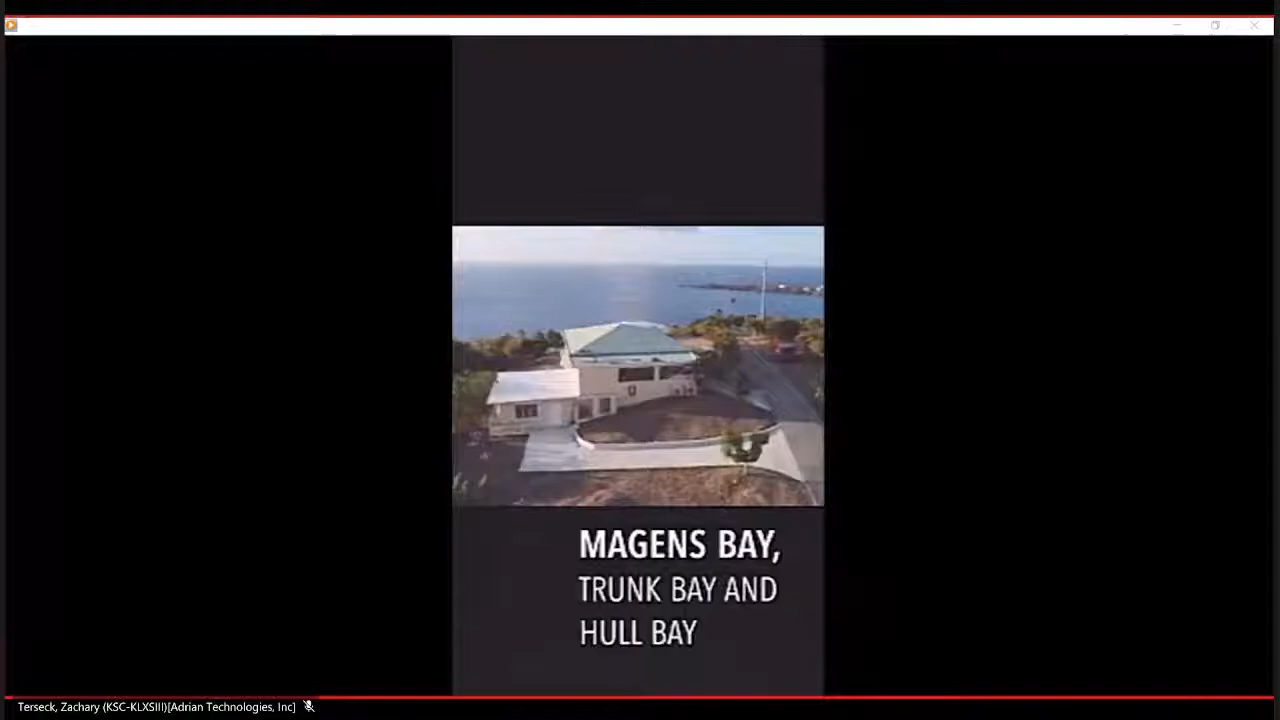 MAGENS BAY,
TRUNK BAY AND
HULL BAY
Terseck, Zachary (KSC-KLXSIII)[Adrian Technologies, Inc]